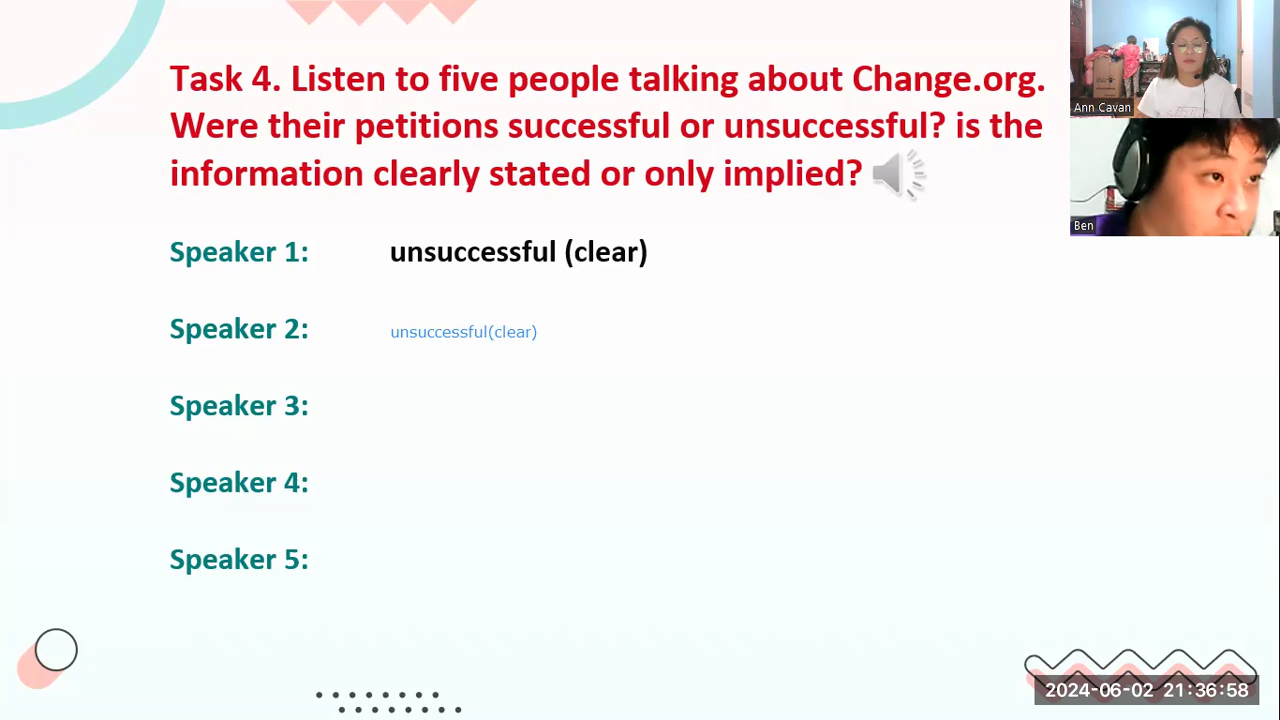 Task 4. Listen to five people talking about Change.org.
Were their petitions successful or unsuccessful? is the
information clearly stated or only implied?
Ann Cavan
Ben
Speaker 1: unsuccessful (clear)
Speaker 2: unsuccessful(clear)
Speaker 3:
Speaker 4:
Speaker 5:
2024-06-02 21:36:58